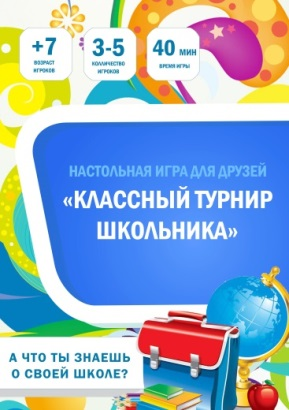 +7
ВОЗРАСТ
ИГРОКОВ
3-5
КОЛЛИЧЕСТВО
ИГРОКОВ
40 МИН
ВРЕМЯ ИГРЫ
НАСТОЛЬНАЯ ИГРА ДЛЯ ДРУЗЕЙ
«КЛАССНЫЙ ТУРНИР
ШКОЛЬНИКА»
А ЧТО ТЫ ЗНАЕШЬ
О СВОЕЙ ШКОЛЕ?